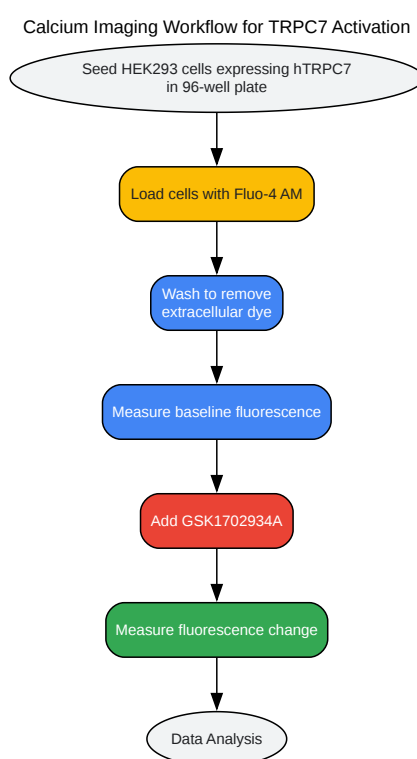 Calcium Imaging Workflow for TRPC7 Activation
Seed HEK293 cells expressing hTRPC7
in 96-well plate
Load cells with Fluo-4 AM
Wash to remove
extracellular dye
Measure baseline fluorescence
Add GSK1702934A
Measure fluorescence change
Data Analysis